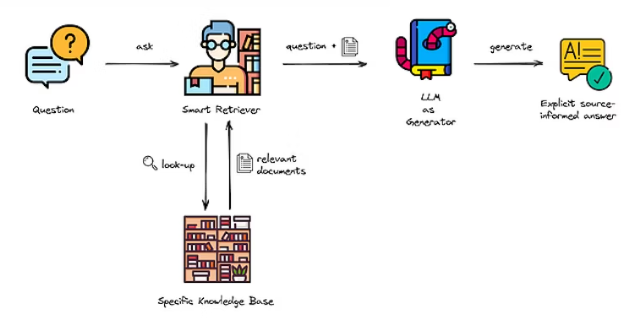 ?
ask
question +
generate
A!
Question
Smart Retriever
LLM
as
Generator
Explicit source-
informed answer
look-up
relevant
documents
Specific Knowledge Base